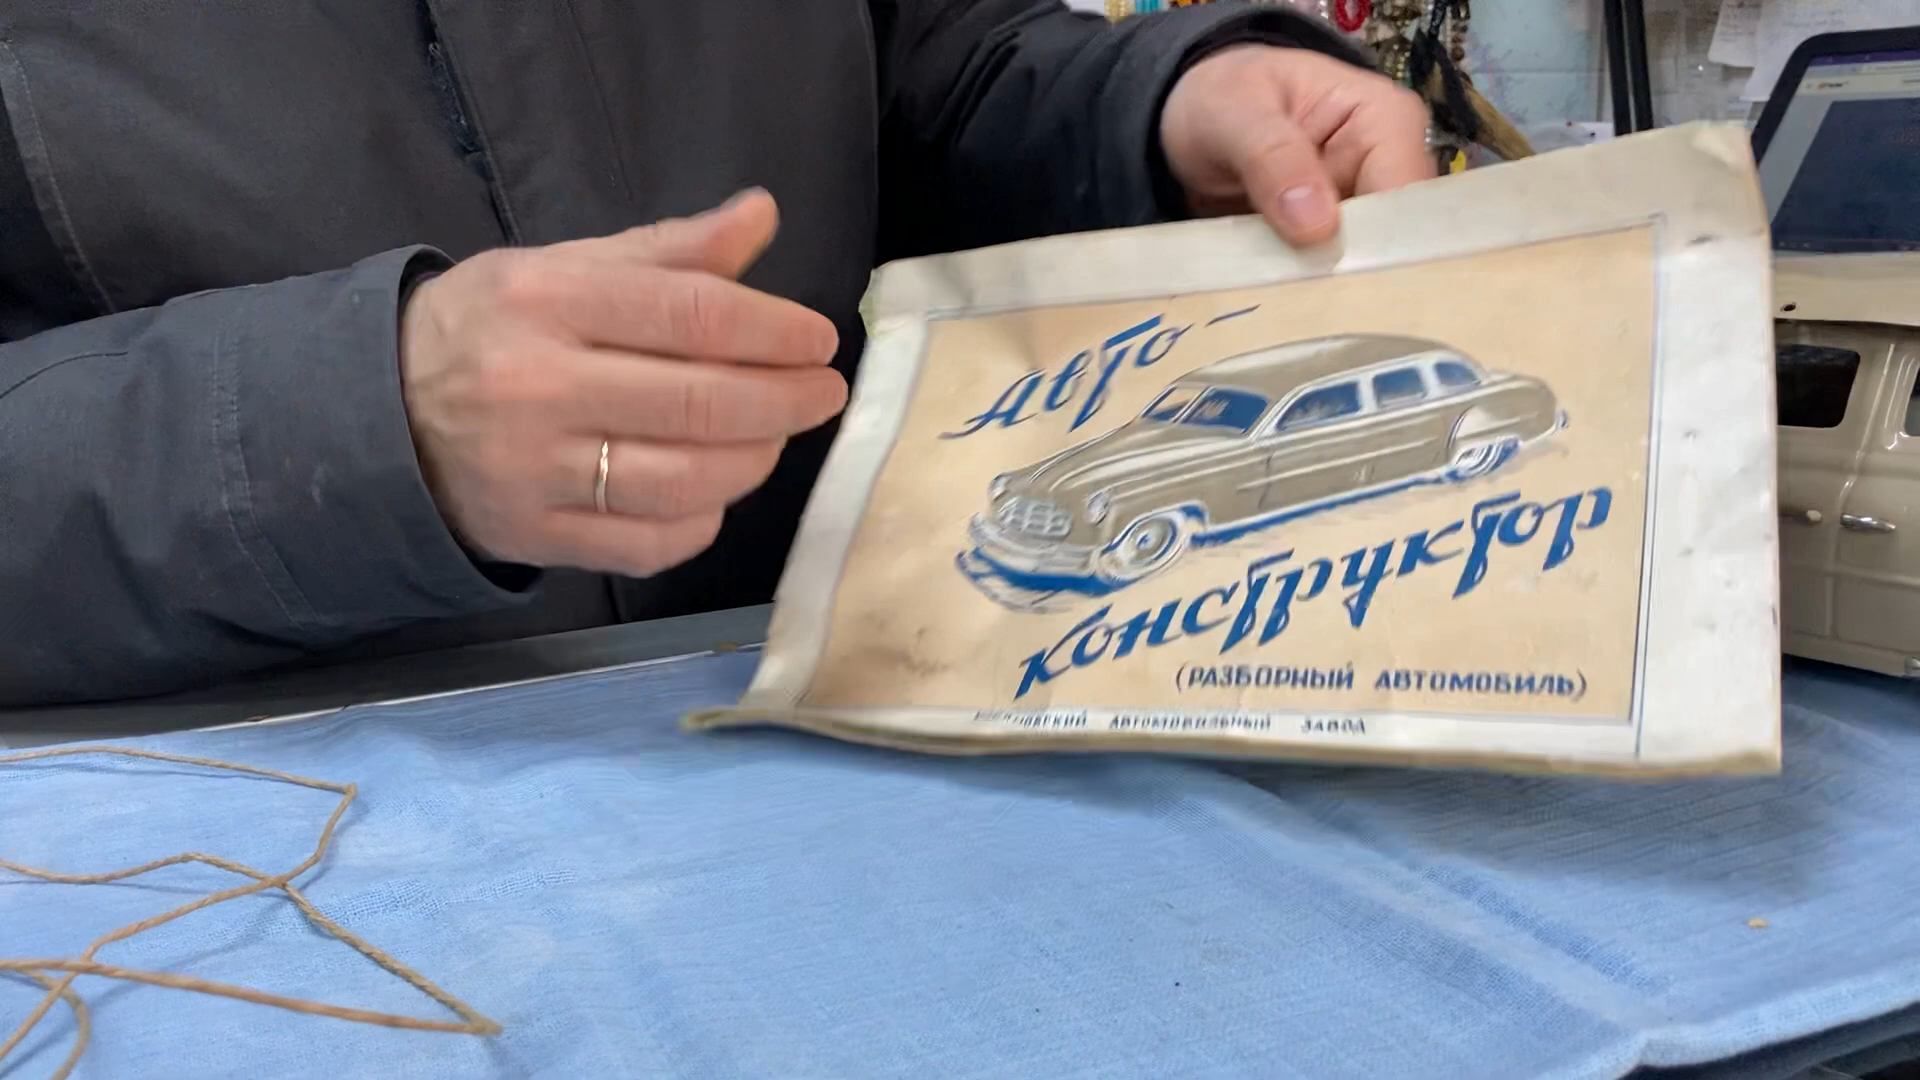 Авто-
конструктор
(РАЗБОРНЫЙ АВТОМОБИЛЬ)
АВТОМОБИЛЬНЫЙ ЗАВОД